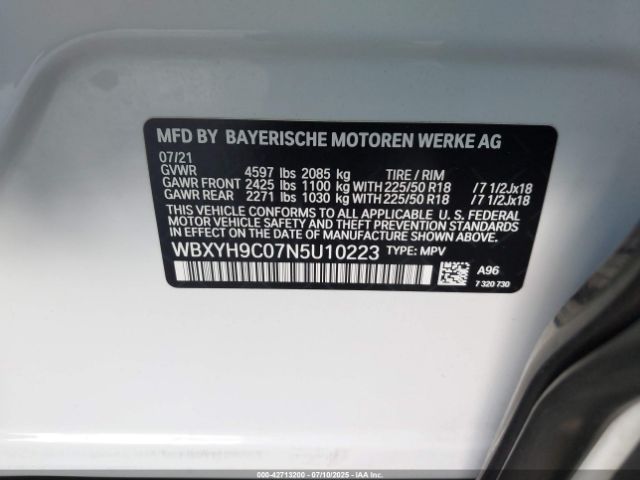 MFD BY BAYERISCHE MOTOREN WERKE AG
07/21
GVWR 4597 lbs 2085 kg TIRE / RIM
GAWR FRONT 2425 lbs 1100 kg WITH 225/50 R18 / 7 1/2Jx18
GAWR REAR 2271 lbs 1030 kg WITH 225/50 R18 / 7 1/2Jx18
THIS VEHICLE CONFORMS TO ALL APPLICABLE U. S. FEDERAL
MOTOR VEHICLE SAFETY AND THEFT PREVENTION STANDARDS
IN EFFECT ON THE DATE OF MANUFACTURE SHOWN ABOVE.
WBXYH9C07N5U10223 TYPE: MPV
A96
7 320 730
000-42713200 - 07/10/2025 - COPYRIGHT IAA, LLC.